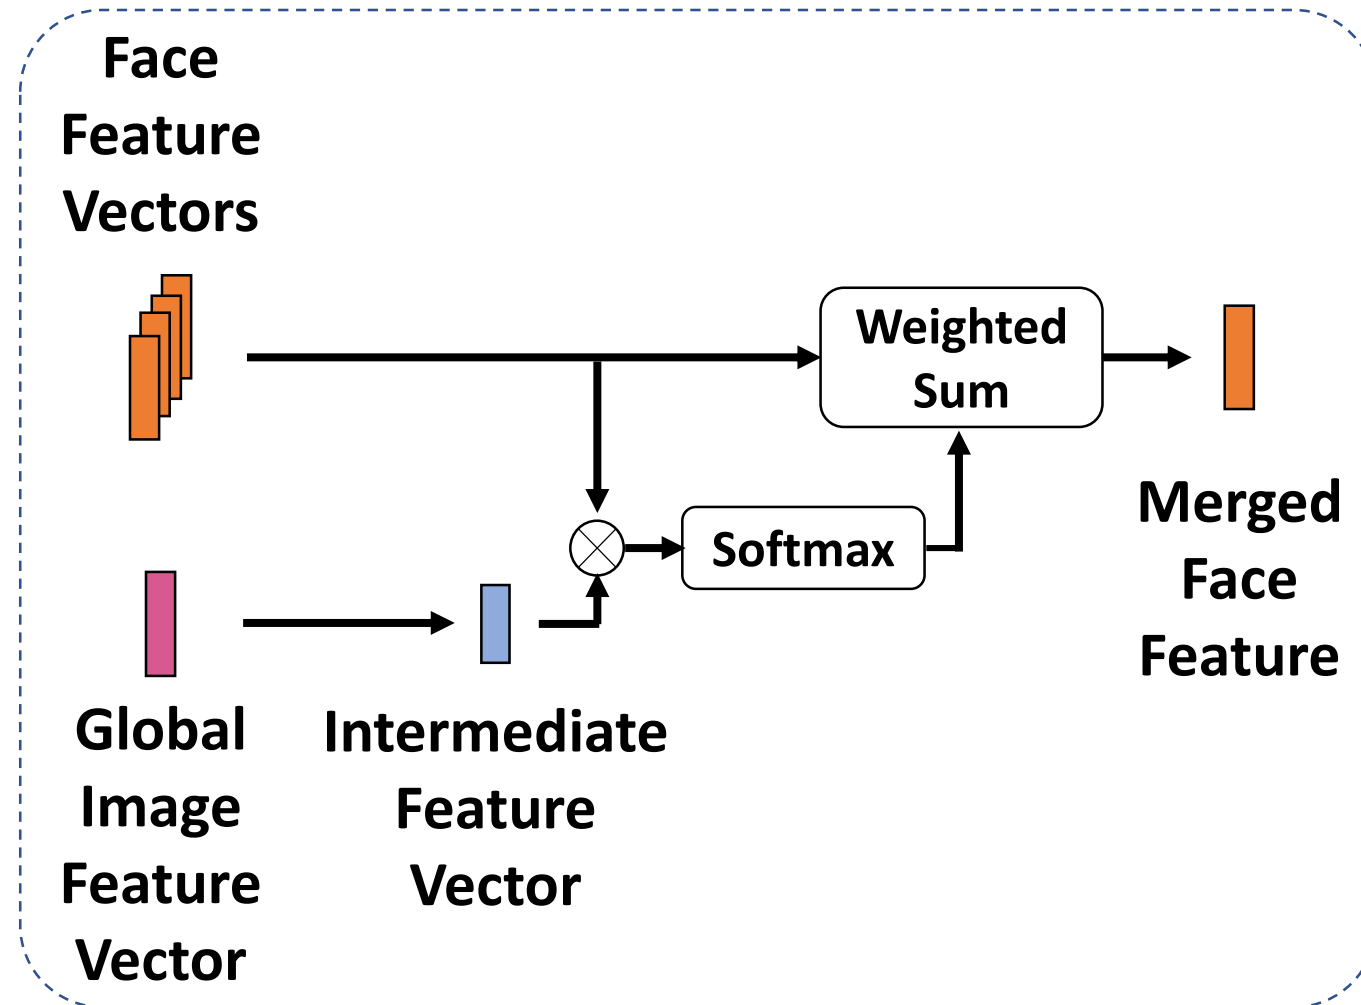 Face
Feature
Vectors
Weighted
Sum
Softmax
Merged
Face
Feature
Global
Image
Feature
Vector
Intermediate
Feature
Vector